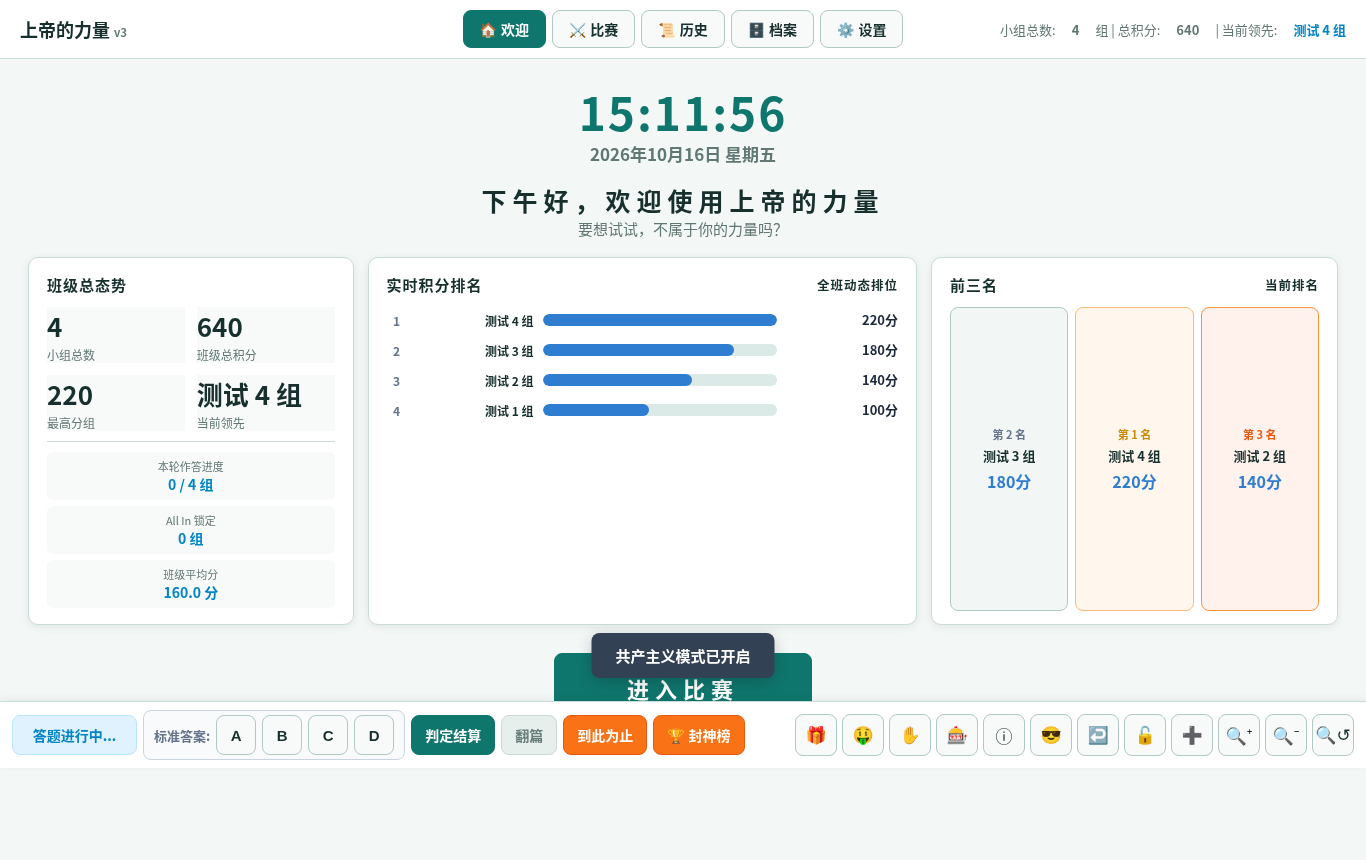 上帝的力量 v3
🏠 欢迎
⚔️ 比赛
📜 历史
🗄️ 档案
⚙️ 设置
小组总数: 4 组 | 总积分: 640 | 当前领先: 测试 4 组
15:11:56
2026年10月16日 星期五
下午好，欢迎使用上帝的力量
要想试试，不属于你的力量吗?
班级总态势
4
小组总数
640
班级总积分
220
最高分组
测试 4 组
当前领先
本轮作答进度
0 / 4 组
All In 锁定
0 组
班级平均分
160.0 分
实时积分排名 全班动态排位
1 测试 4 组 220分
2 测试 3 组 180分
3 测试 2 组 140分
4 测试 1 组 100分
前三名 当前排名
第 2 名
测试 3 组
180分
第 1 名
测试 4 组
220分
第 3 名
测试 2 组
140分
共产主义模式已开启
进入比赛
答题进行中...
标准答案: A B C D
判定结算
翻篇
到此为止
🏆 封神榜